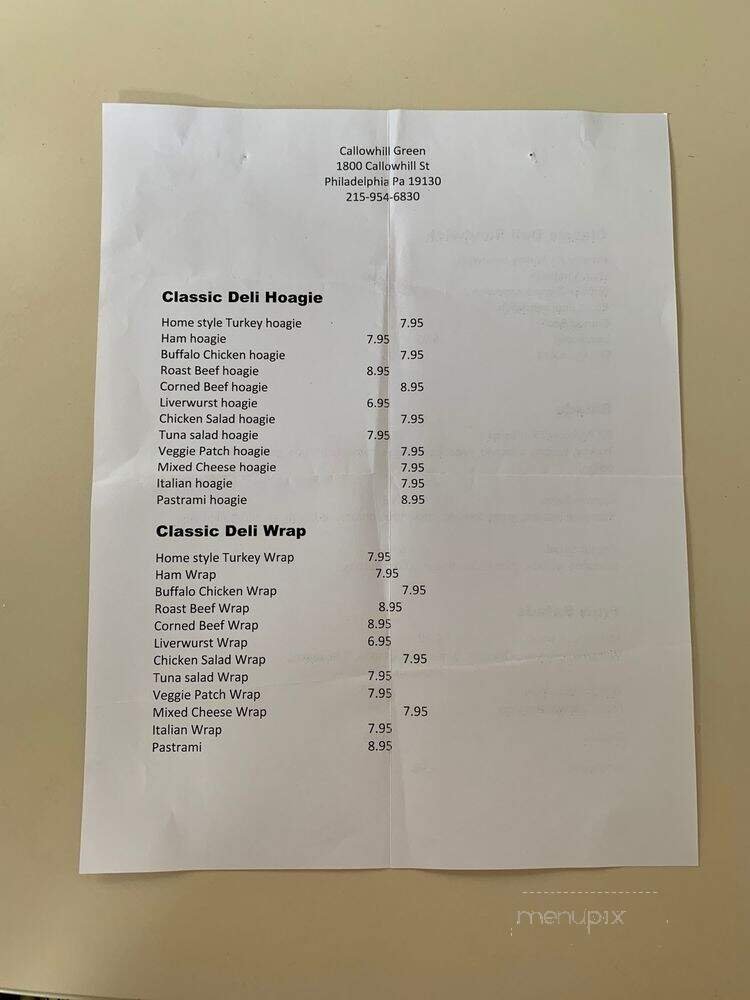 Callowhill Green
1800 Callowhill St
Philadelphia Pa 19130
215-954-6830
Classic Deli Hoagie
Home style Turkey hoagie 7.95
Ham hoagie 7.95
Buffalo Chicken hoagie 7.95
Roast Beef hoagie 8.95
Corned Beef hoagie 8.95
Liverwurst hoagie 6.95
Chicken Salad hoagie 7.95
Tuna salad hoagie 7.95
Veggie Patch hoagie 7.95
Mixed Cheese hoagie 7.95
Italian hoagie 7.95
Pastrami hoagie 8.95
Classic Deli Wrap
Home style Turkey Wrap 7.95
Ham Wrap 7.95
Buffalo Chicken Wrap 7.95
Roast Beef Wrap 8.95
Corned Beef Wrap 8.95
Liverwurst Wrap 6.95
Chicken Salad Wrap 7.95
Tuna salad Wrap 7.95
Veggie Patch Wrap 7.95
Mixed Cheese Wrap 7.95
Italian Wrap 7.95
Pastrami 8.95
menupix